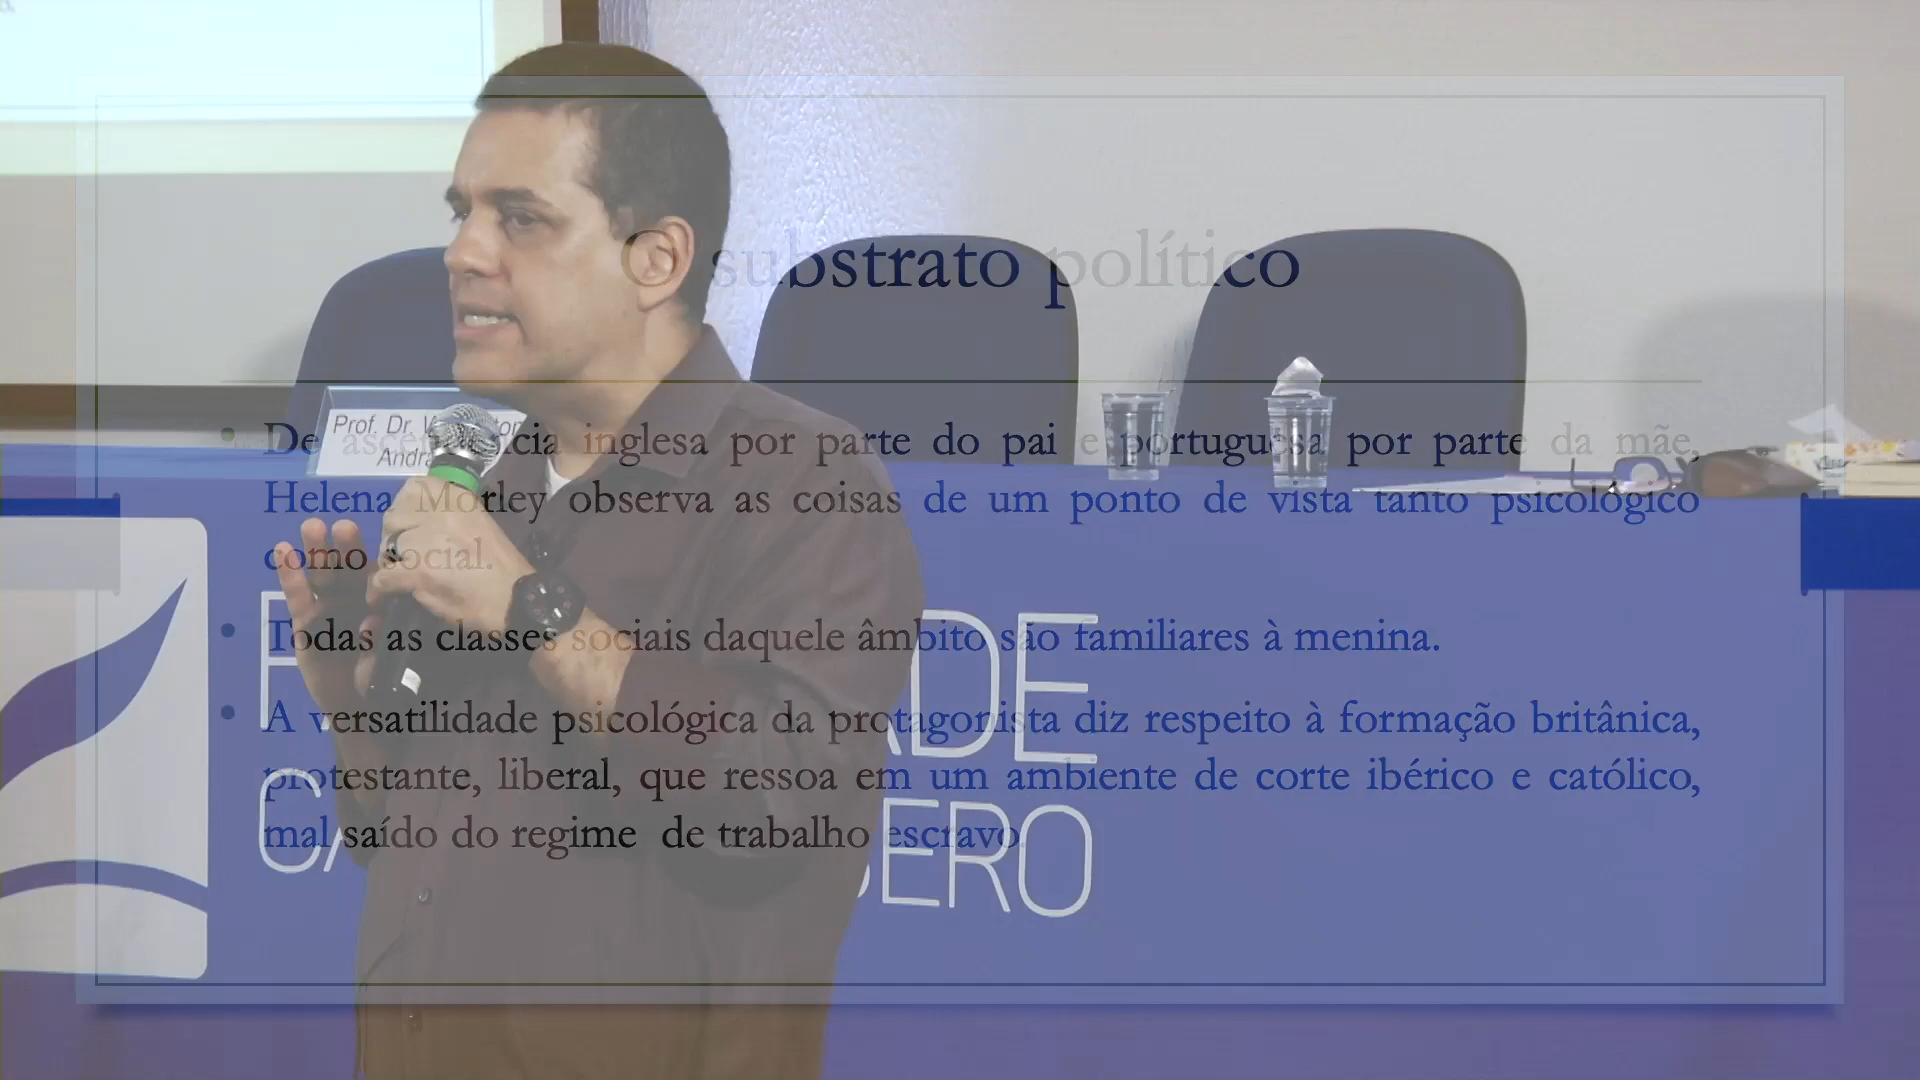 O substrato político
Prof. Dr.
Andra
• De ascendência inglesa por parte do pai e portuguesa por parte da mãe,
Helena Morley observa as coisas de um ponto de vista tanto psicológico
como social.
• Todas as classes sociais daquele âmbito são familiares à menina.
• A versatilidade psicológica da protagonista diz respeito à formação britânica,
protestante, liberal, que ressoa em um ambiente de corte ibérico e católico,
mal saído do regime de trabalho escravo.
F ADE
CA BERO